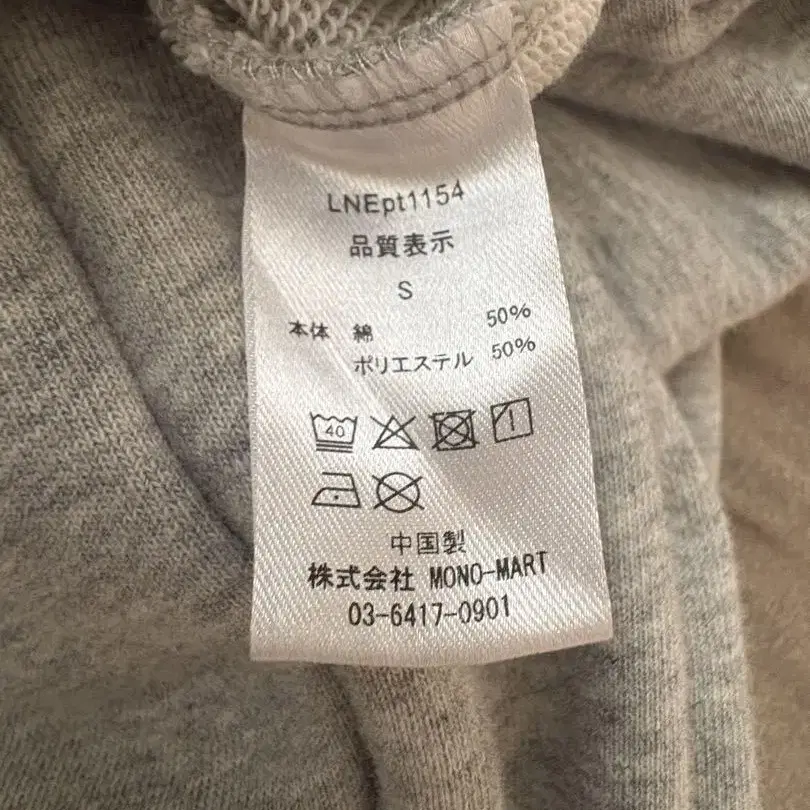 LNEpt1154
品質表示
S
本体 綿 50%
ポリエステル 50%
40
中国製
株式会社 MONO-MART
03-6417-0901